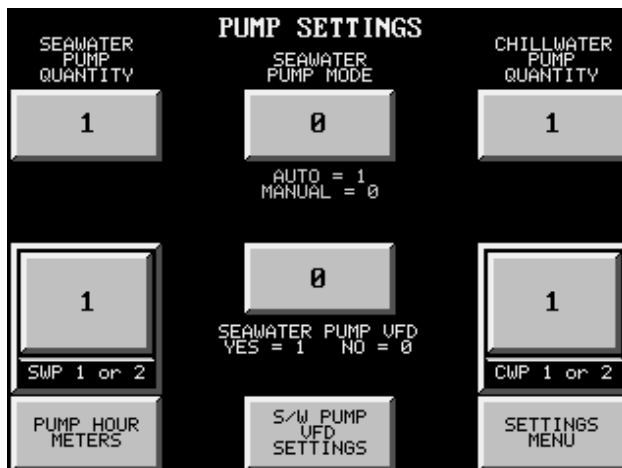 PUMP SETTINGS
SEAWATER
PUMP
QUANTITY
SEAWATER
PUMP MODE
CHILLWATER
PUMP
QUANTITY
1
0
1
AUTO = 1
MANUAL = 0
1
0
1
SEAWATER PUMP VFD
YES = 1 NO = 0
SWP 1 or 2
CWP 1 or 2
PUMP HOUR
METERS
S/W PUMP
VFD
SETTINGS
SETTINGS
MENU